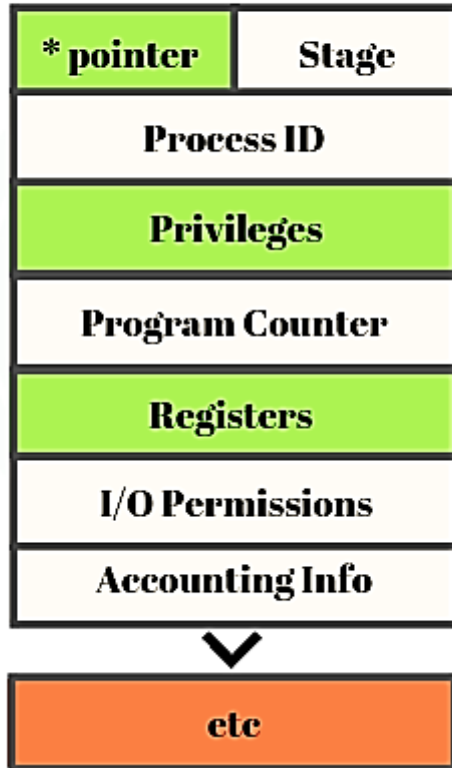 * pointer Stage
Process ID
Privileges
Program Counter
Registers
I/O Permissions
Accounting Info
etc